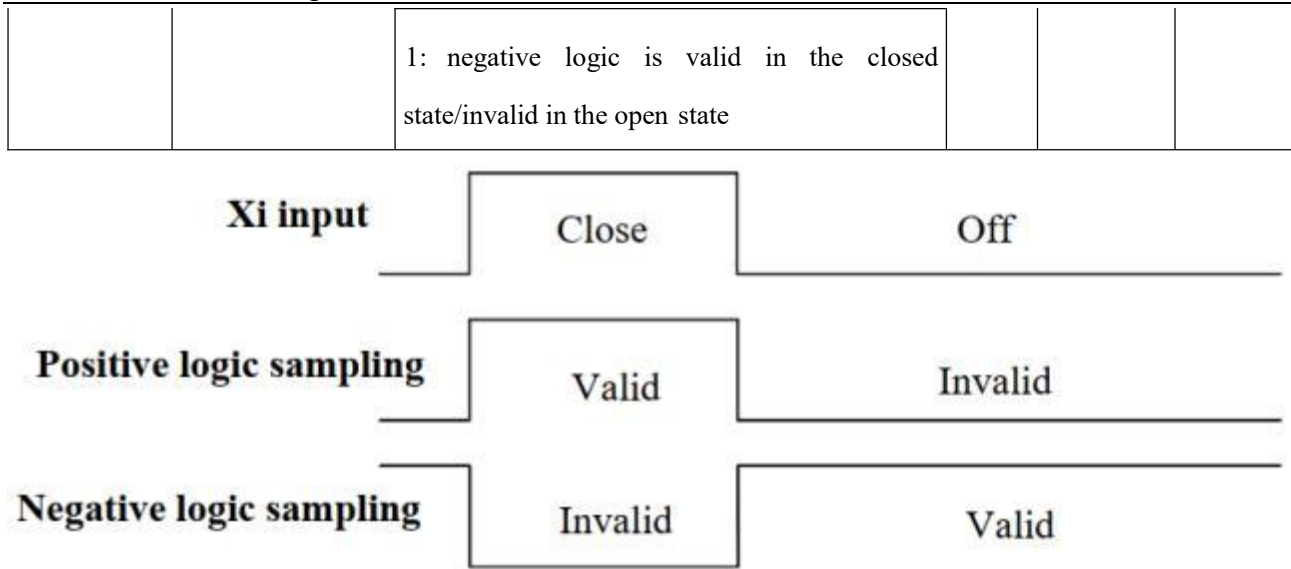 1: negative logic is valid in the closed
state/invalid in the open state
Xi input
Close
Off
Positive logic sampling
Valid
Invalid
Negative logic sampling
Invalid
Valid